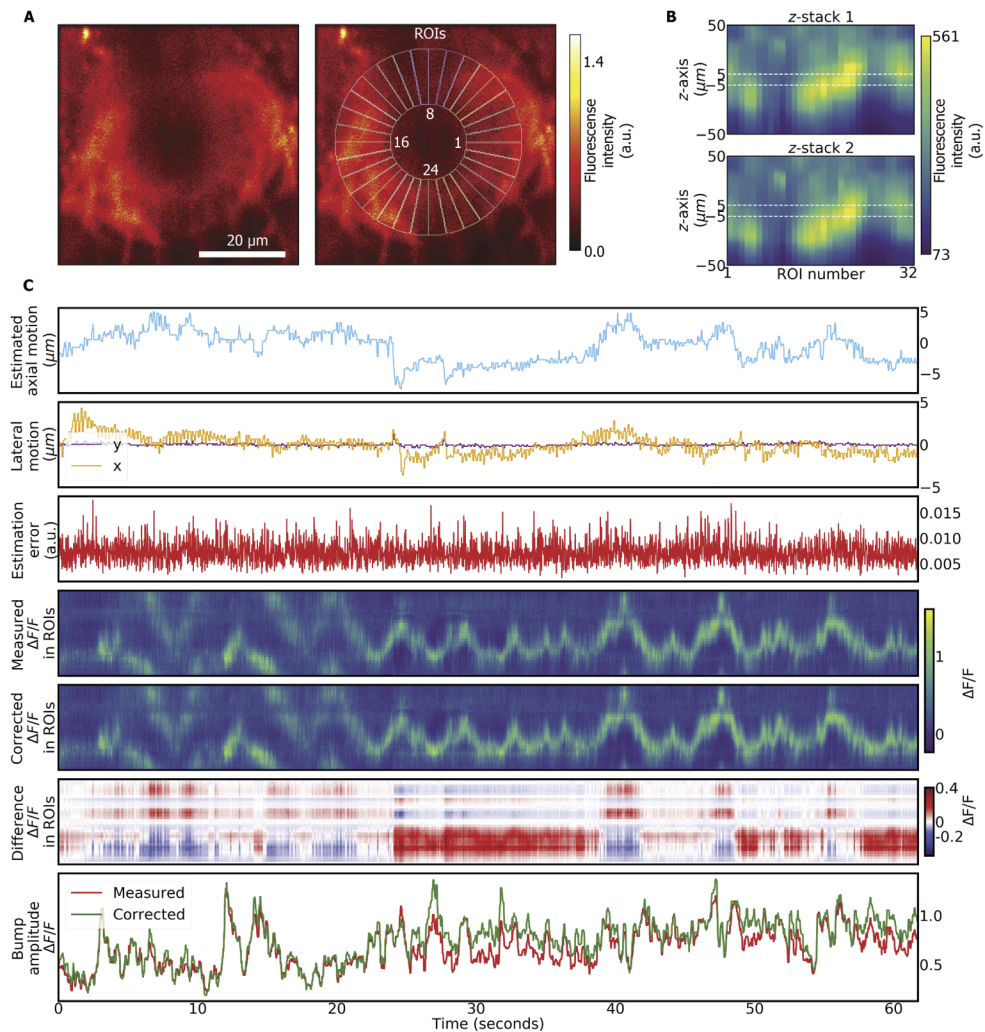 A
ROIs
8
16
1
24
20 μm
1.4
0.0
Fluorescense
intensity
(a.u.)
B
z-stack 1
50
5
−5
−50
z-axis
(μm)
z-stack 2
50
5
−5
−50
z-axis
(μm)
1
ROI number
32
561
73
Fluorescence
intensity
(a.u.)
C
Estimated
axial motion
(μm)
5
0
−5
Lateral
motion
(μm)
y
x
5
0
−5
Estimation
error
(a.u.)
0.015
0.010
0.005
Measured
ΔF/F
in ROIs
Corrected
ΔF/F
in ROIs
1
0
ΔF/F
Difference
ΔF/F
in ROIs
0.4
0
-0.2
ΔF/F
Bump
amplitude
ΔF/F
Measured
Corrected
1.0
0.5
0
10
20
30
40
50
60
Time (seconds)